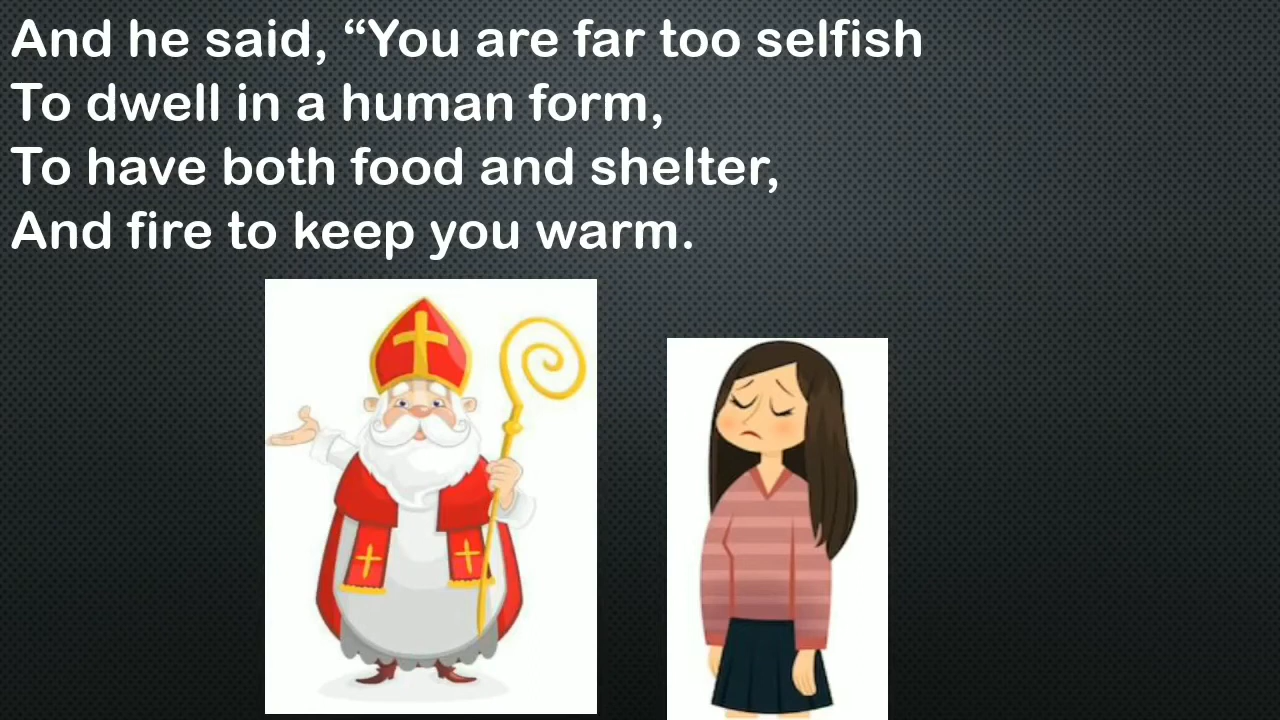 And he said, “You are far too selfish
To dwell in a human form,
To have both food and shelter,
And fire to keep you warm.